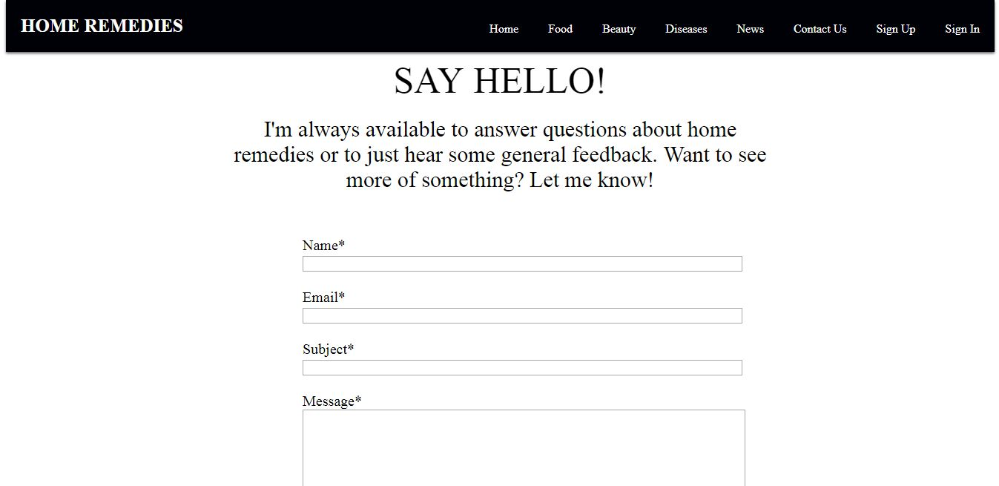 HOME REMEDIES
Home Food Beauty Diseases News Contact Us Sign Up Sign In
SAY HELLO!
I'm always available to answer questions about home
remedies or to just hear some general feedback. Want to see
more of something? Let me know!
Name*
Email*
Subject*
Message*